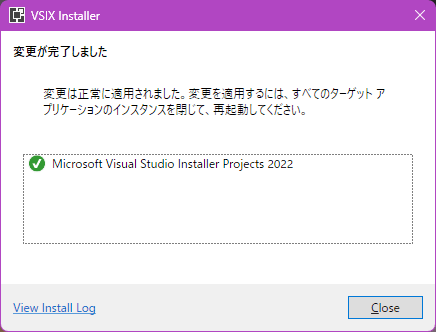 VSIX Installer
変更が完了しました
変更は正常に適用されました。変更を適用するには、すべてのターゲット ア
プリケーションのインスタンスを閉じて、再起動してください。
Microsoft Visual Studio Installer Projects 2022
View Install Log
Close